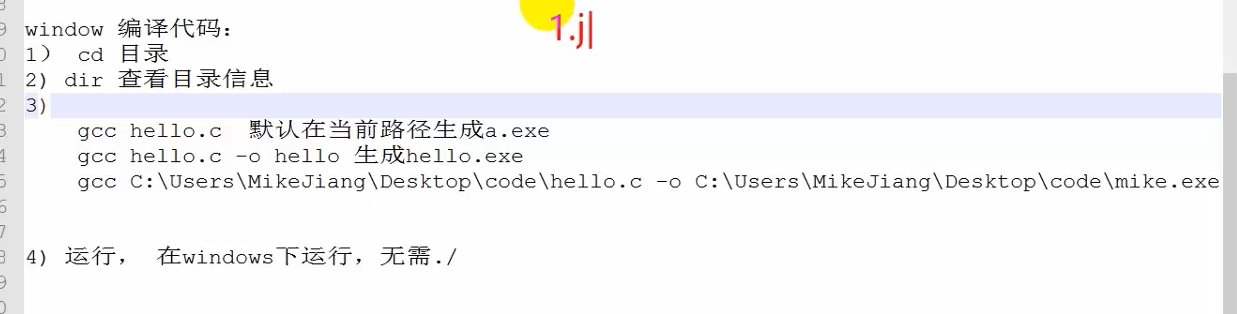 1.j
window 编译代码:
1） cd 目录
2) dir 查看目录信息
3)
gcc hello.c 默认在当前路径生成a.exe
gcc hello.c -o hello 生成hello.exe
gcc C:\Users\MikeJiang\Desktop\code\hello.c -o C:\Users\MikeJiang\Desktop\code\mike.exe
4) 运行， 在windows下运行，无需./